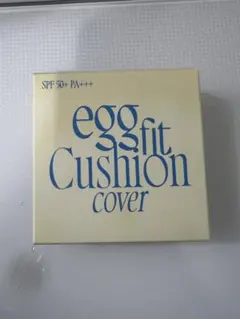 SPF 50+ PA+++
egg
fit
Cushion
cover